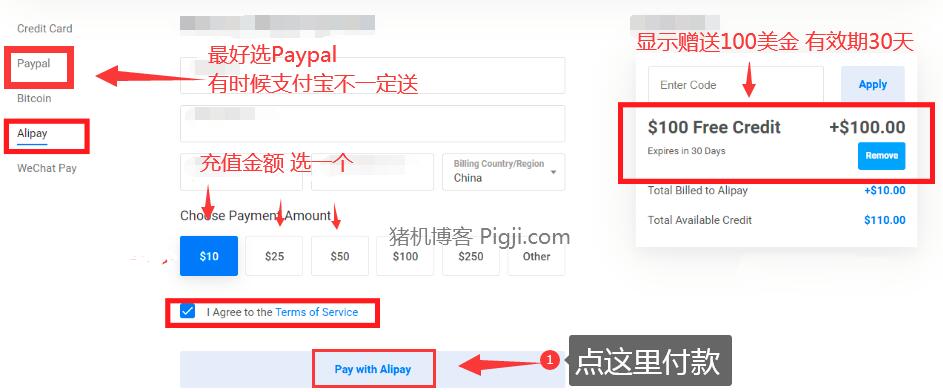 Credit Card
Paypal
Bitcoin
Alipay
WeChat Pay
最好选Paypal
有时候支付宝不一定送
充值金额 选一个
Billing Country/Region
China
Choose Payment Amount
$10
$25
$50
$100
$250
Other
猪机博客 Pigji.com
I Agree to the Terms of Service
Pay with Alipay
1
点这里付款
显示赠送100美金 有效期30天
Enter Code
Apply
$100 Free Credit
+$100.00
Expires in 30 Days
Remove
Total Billed to Alipay
+$10.00
Total Available Credit
$110.00